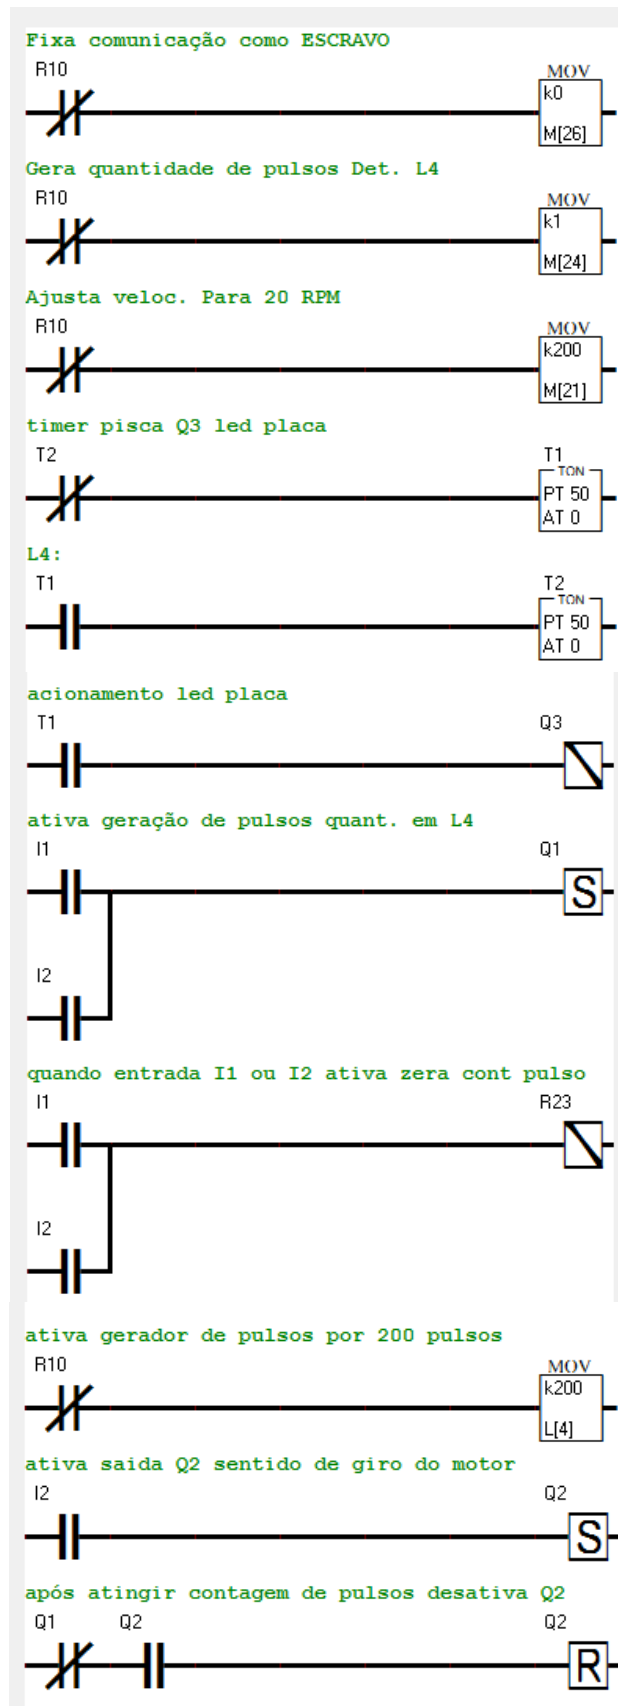 Fixa comunicação como ESCRAVO
R10
MOV
k0
M[26]
Gera quantidade de pulsos Det. L4
R10
MOV
k1
M[24]
Ajusta veloc. Para 20 RPM
R10
MOV
k200
M[21]
timer pisca Q3 led placa
T2
T1
TON
PT 50
AT 0
L4:
T1
T2
TON
PT 50
AT 0
acionamento led placa
T1
Q3
ativa geração de pulsos quant. em L4
I1
Q1
S
I2
quando entrada I1 ou I2 ativa zera cont pulso
I1
R23
I2
ativa gerador de pulsos por 200 pulsos
R10
MOV
k200
L[4]
ativa saida Q2 sentido de giro do motor
I2
Q2
S
após atingir contagem de pulsos desativa Q2
Q1 Q2 Q2
R